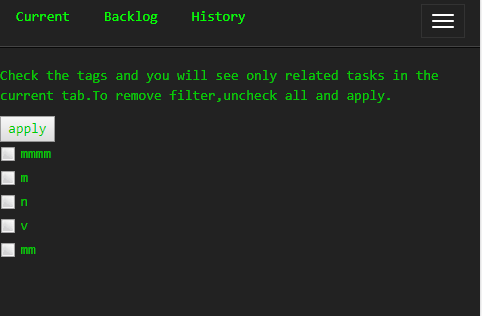 Current Backlog History
Check the tags and you will see only related tasks in the
current tab.To remove filter,uncheck all and apply.
apply
mmmm
m
n
v
mm